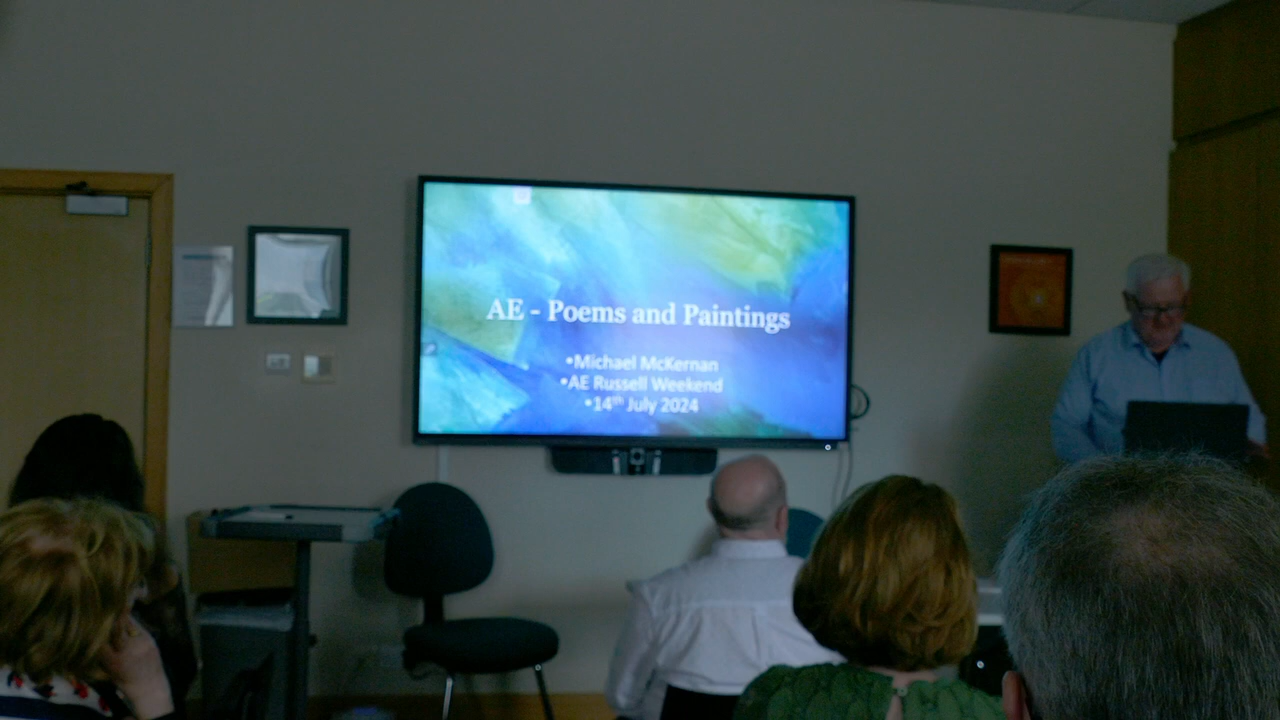 AE - Poems and Paintings
•Michael McKernan
•AE Russell Weekend
•14th July 2024